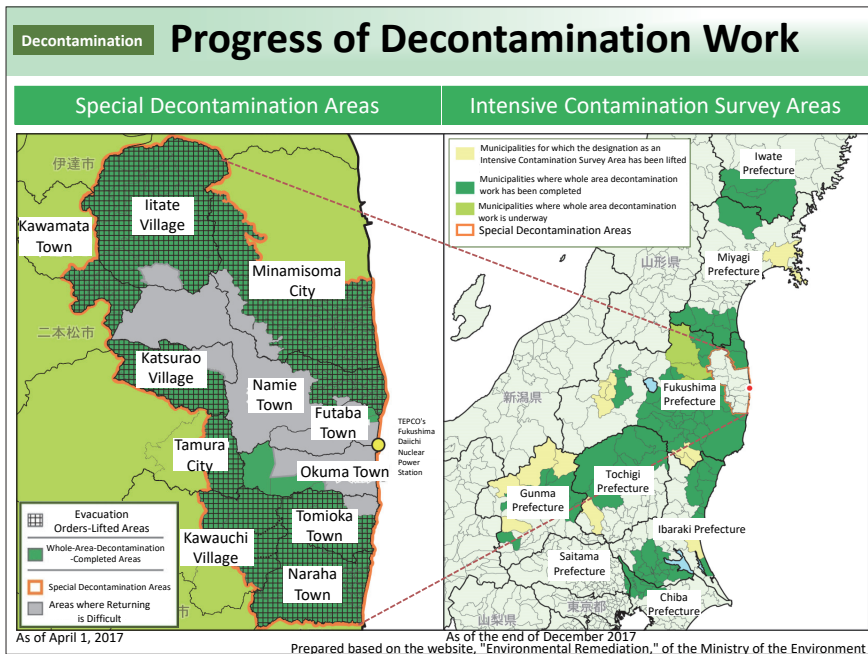 Decontamination
Progress of Decontamination Work
Special Decontamination Areas
Intensive Contamination Survey Areas
伊達市
Iitate
Village
Kawamata
Town
Minamisoma
City
二本松市
Katsurao
Village
Namie
Town
Futaba
Town
TEPCO's
Fukushima
Daiichi
Nuclear
Power
Station
Tamura
City
Okuma Town
Tomioka
Town
Kawauchi
Village
Naraha
Town
Evacuation
Orders-Lifted Areas
Whole-Area-Decontamination
-Completed Areas
Special Decontamination Areas
Areas where Returning
is Difficult
市
As of April 1, 2017
Municipalities for which the designation as an
Intensive Contamination Survey Area has been lifted
Municipalities where whole area decontamination
work has been completed
Municipalities where whole area decontamination
work is underway
Special Decontamination Areas
Iwate
Prefecture
Miyagi
Prefecture
山形県
新潟県
Fukushima
Prefecture
Tochigi
Prefecture
Gunma
Prefecture
Ibaraki Prefecture
Saitama
Prefecture
Chiba
Prefecture
東京都
山梨県
As of the end of December 2017
Prepared based on the website, "Environmental Remediation," of the Ministry of the Environment